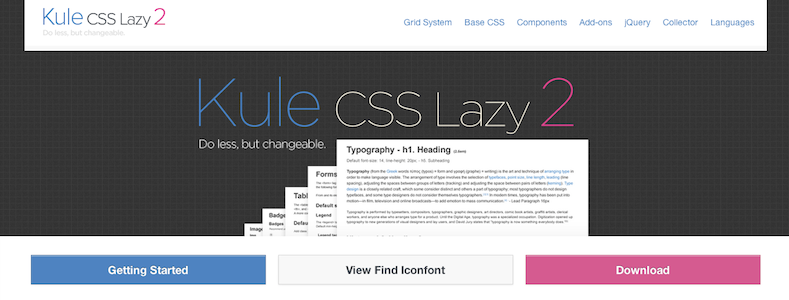 Kule CSS Lazy 2
Do less, but changeable.
Grid System Base CSS Components Add-ons jQuery Collector Languages
Kule CSS Lazy 2
Do less, but changeable.
Typography - h1. Heading
Default font-size: 14, line-height: 20px. - h5. Subheading
Typography (from the Greek words τύπος (typos) = form and γραφή (graphe) = writing) is the art and technique of arranging type in
order to make language visible. The arrangement of type involves the selection of typefaces, point size, line length, leading (line
spacing), adjusting the spaces between groups of letters (tracking) and adjusting the space between pairs of letters (kerning). Type
design is a closely related craft, which some consider distinct and others a part of typography; most typographers do not design
typefaces, and some type designers do not consider themselves typographers. In modern times, typography has been put into
motion—in film, television and online broadcasts—to add emotion to mass communication. - Lead Paragraph 16px
Typography is performed by typesetters, compositors, typographers, graphic designers, art directors, comic book artists, graffiti artists, clerical
workers, and anyone else who arranges type for a product. Until the Digital Age, typography was a specialized occupation. Digitization opened up
typography to new generations of visual designers and lay users, and David Jury states that "typography is now something everybody does."
Forms
Default s
Legend
Table
Badge
Badges
Image
Getting Started
View Find Iconfont
Download